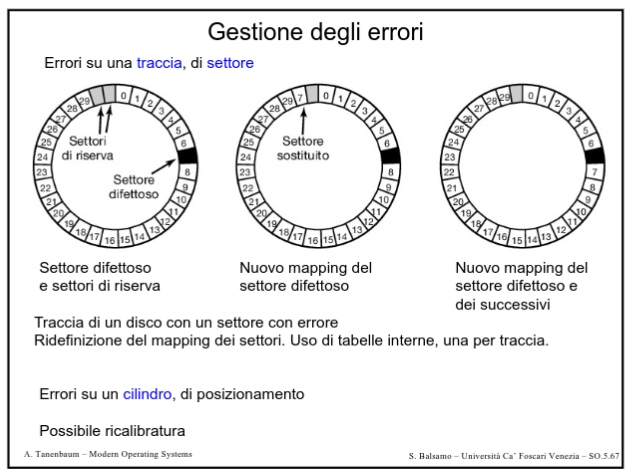 Gestione degli errori
Errori su una traccia, di settore
0 1 2 3 4 5 6 8 9 10 11 12 13 14 15 16 17 18 19 20 21 22 23 24 25 26 27 28 29
Settori
di riserva
Settore
difettoso
0 1 2 3 4 5 6 8 9 10 11 12 13 14 15 16 17 18 19 20 21 22 23 24 25 26 27 28 29 7
Settore
sostituito
0 1 2 3 4 5 6 7 8 9 10 11 12 13 14 15 16 17 18 19 20 21 22 23 24 25 26 27 28 29
Settore difettoso
e settori di riserva
Nuovo mapping del
settore difettoso
Nuovo mapping del
settore difettoso e
dei successivi
Traccia di un disco con un settore con errore
Ridefinizione del mapping dei settori. Uso di tabelle interne, una per traccia.
Errori su un cilindro, di posizionamento
Possibile ricalibratura
A. Tanenbaum – Modern Operating Systems
S. Balsamo – Università Ca' Foscari Venezia – SO.5.67